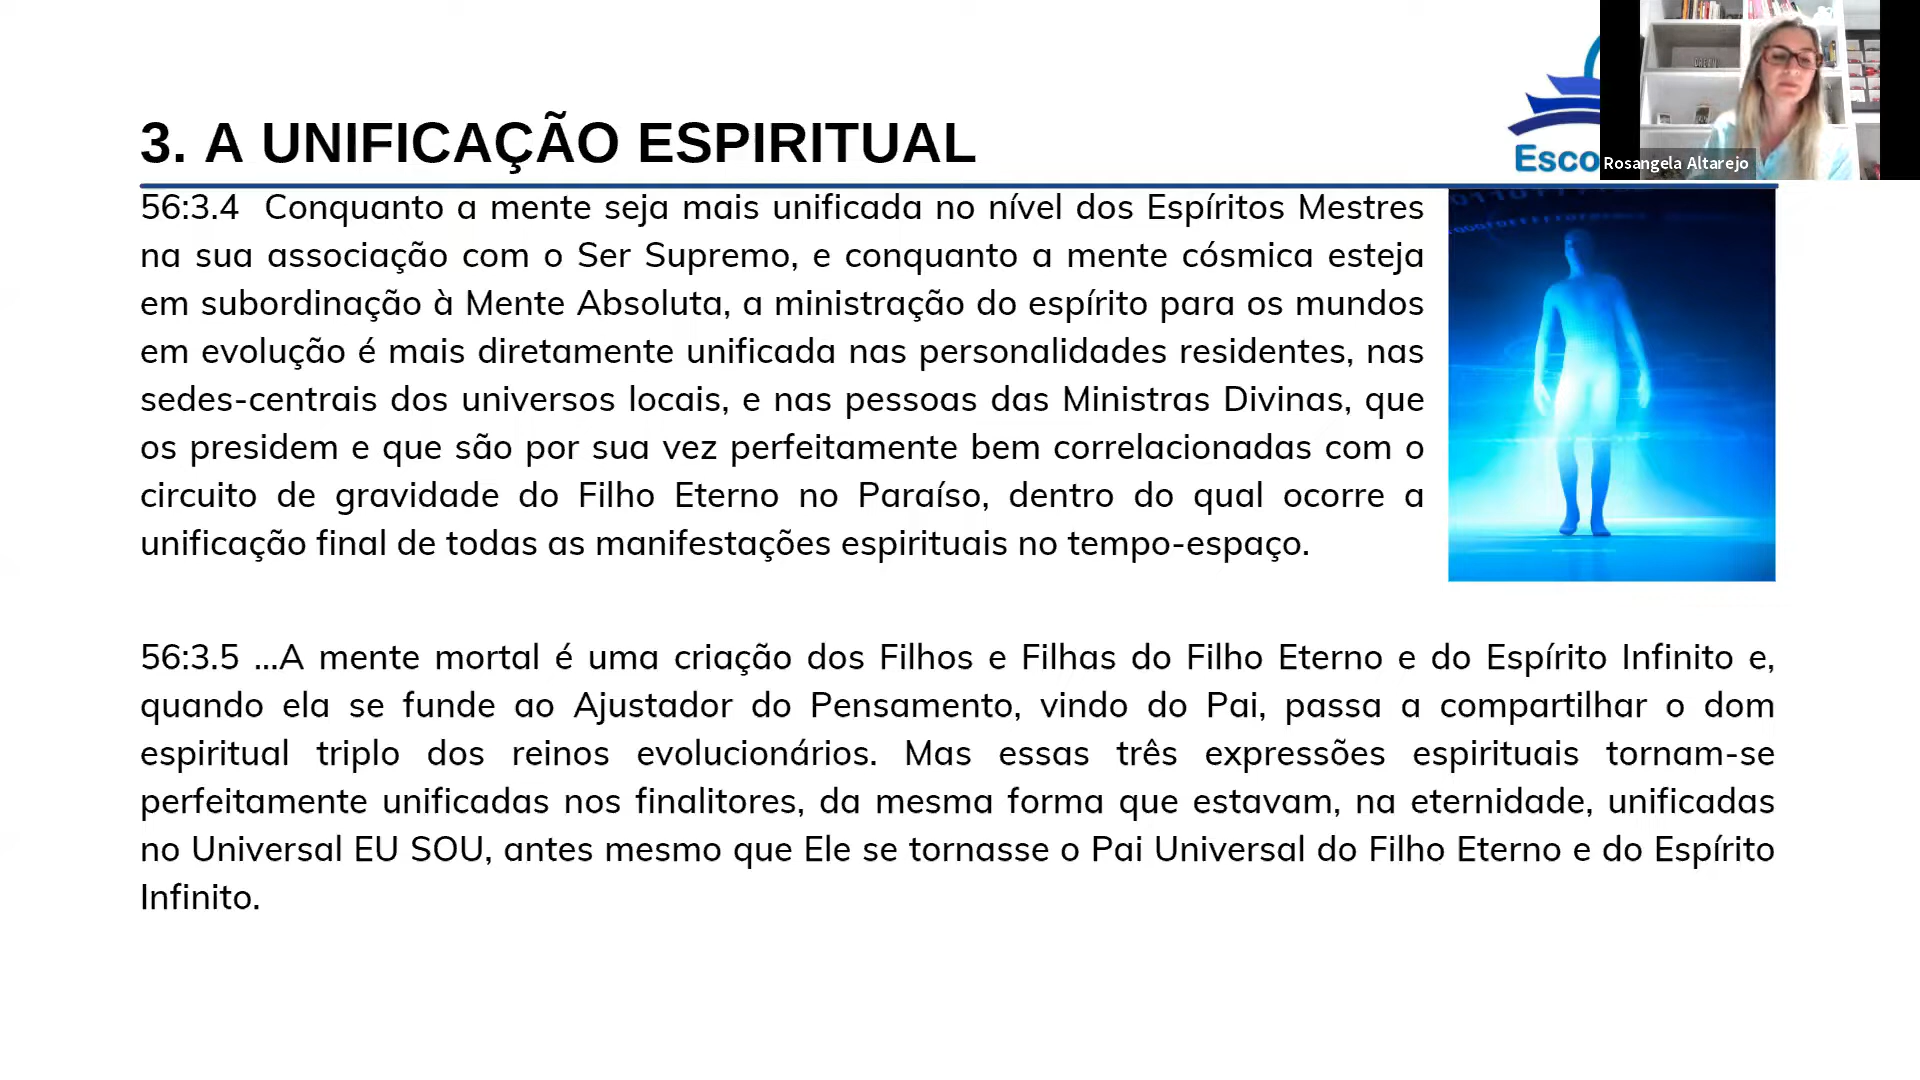 3. A UNIFICAÇÃO ESPIRITUAL
Esco
Rosangela Altarejo
56:3.4 Conquanto a mente seja mais unificada no nível dos Espíritos Mestres
na sua associação com o Ser Supremo, e conquanto a mente cósmica esteja
em subordinação à Mente Absoluta, a ministração do espírito para os mundos
em evolução é mais diretamente unificada nas personalidades residentes, nas
sedes-centrais dos universos locais, e nas pessoas das Ministras Divinas, que
os presidem e que são por sua vez perfeitamente bem correlacionadas com o
circuito de gravidade do Filho Eterno no Paraíso, dentro do qual ocorre a
unificação final de todas as manifestações espirituais no tempo-espaço.
56:3.5 ...A mente mortal é uma criação dos Filhos e Filhas do Filho Eterno e do Espírito Infinito e,
quando ela se funde ao Ajustador do Pensamento, vindo do Pai, passa a compartilhar o dom
espiritual triplo dos reinos evolucionários. Mas essas três expressões espirituais tornam-se
perfeitamente unificadas nos finalitores, da mesma forma que estavam, na eternidade, unificadas
no Universal EU SOU, antes mesmo que Ele se tornasse o Pai Universal do Filho Eterno e do Espírito
Infinito.